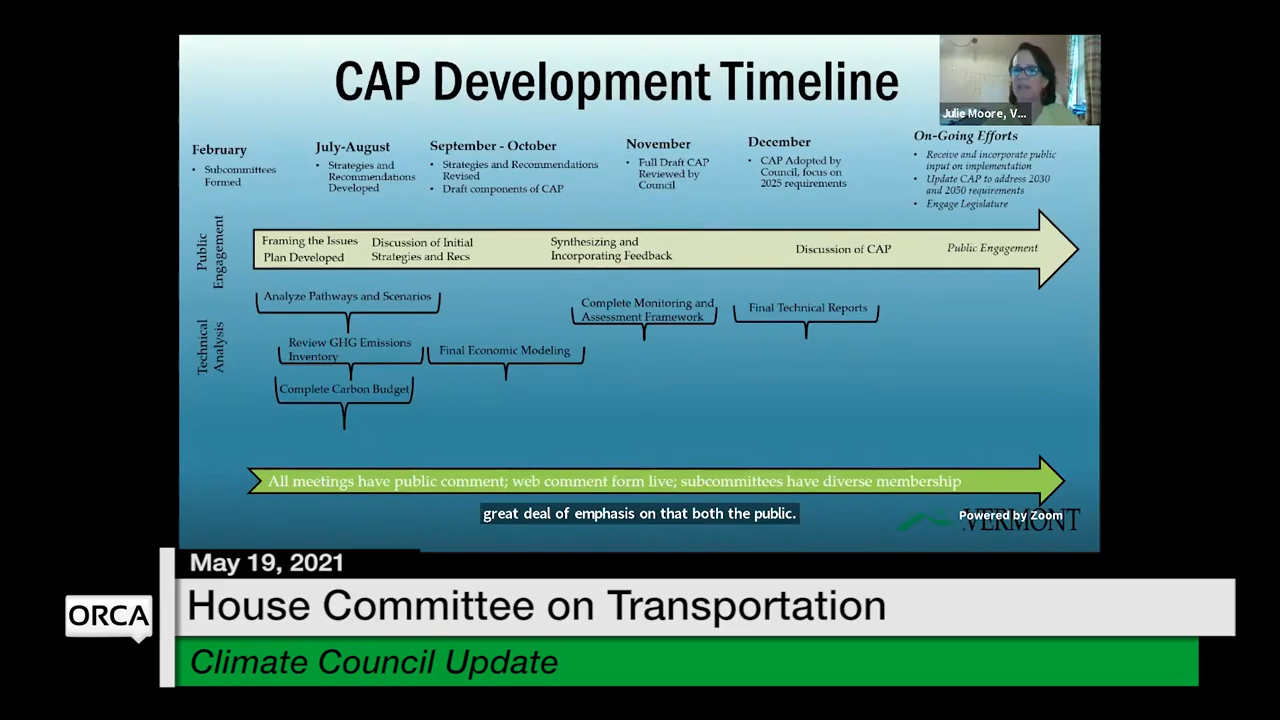 CAP Development Timeline
Julie Moore, V...
February
• Subcommittees
Formed
July-August
• Strategies and
Recommendations
Developed
September - October
• Strategies and Recommendations
Revised
• Draft components of CAP
November
• Full Draft CAP
Reviewed by
Council
December
• CAP Adopted by
Council, focus on
2025 requirements
On-Going Efforts
• Receive and incorporate public
input on implementation
• Update CAP to address 2030
and 2050 requirements
• Engage Legislature
Public
Engagement
Framing the Issues
Plan Developed
Discussion of Initial
Strategies and Recs
Synthesizing and
Incorporating Feedback
Discussion of CAP
Public Engagement
Technical
Analysis
Analyze Pathways and Scenarios
Review GHG Emissions
Inventory
Complete Carbon Budget
Final Economic Modeling
Complete Monitoring and
Assessment Framework
Final Technical Reports
All meetings have public comment; web comment form live; subcommittees have diverse membership
great deal of emphasis on that both the public.
Powered by Zoom
VERMONT
May 19, 2021
ORCA
House Committee on Transportation
Climate Council Update